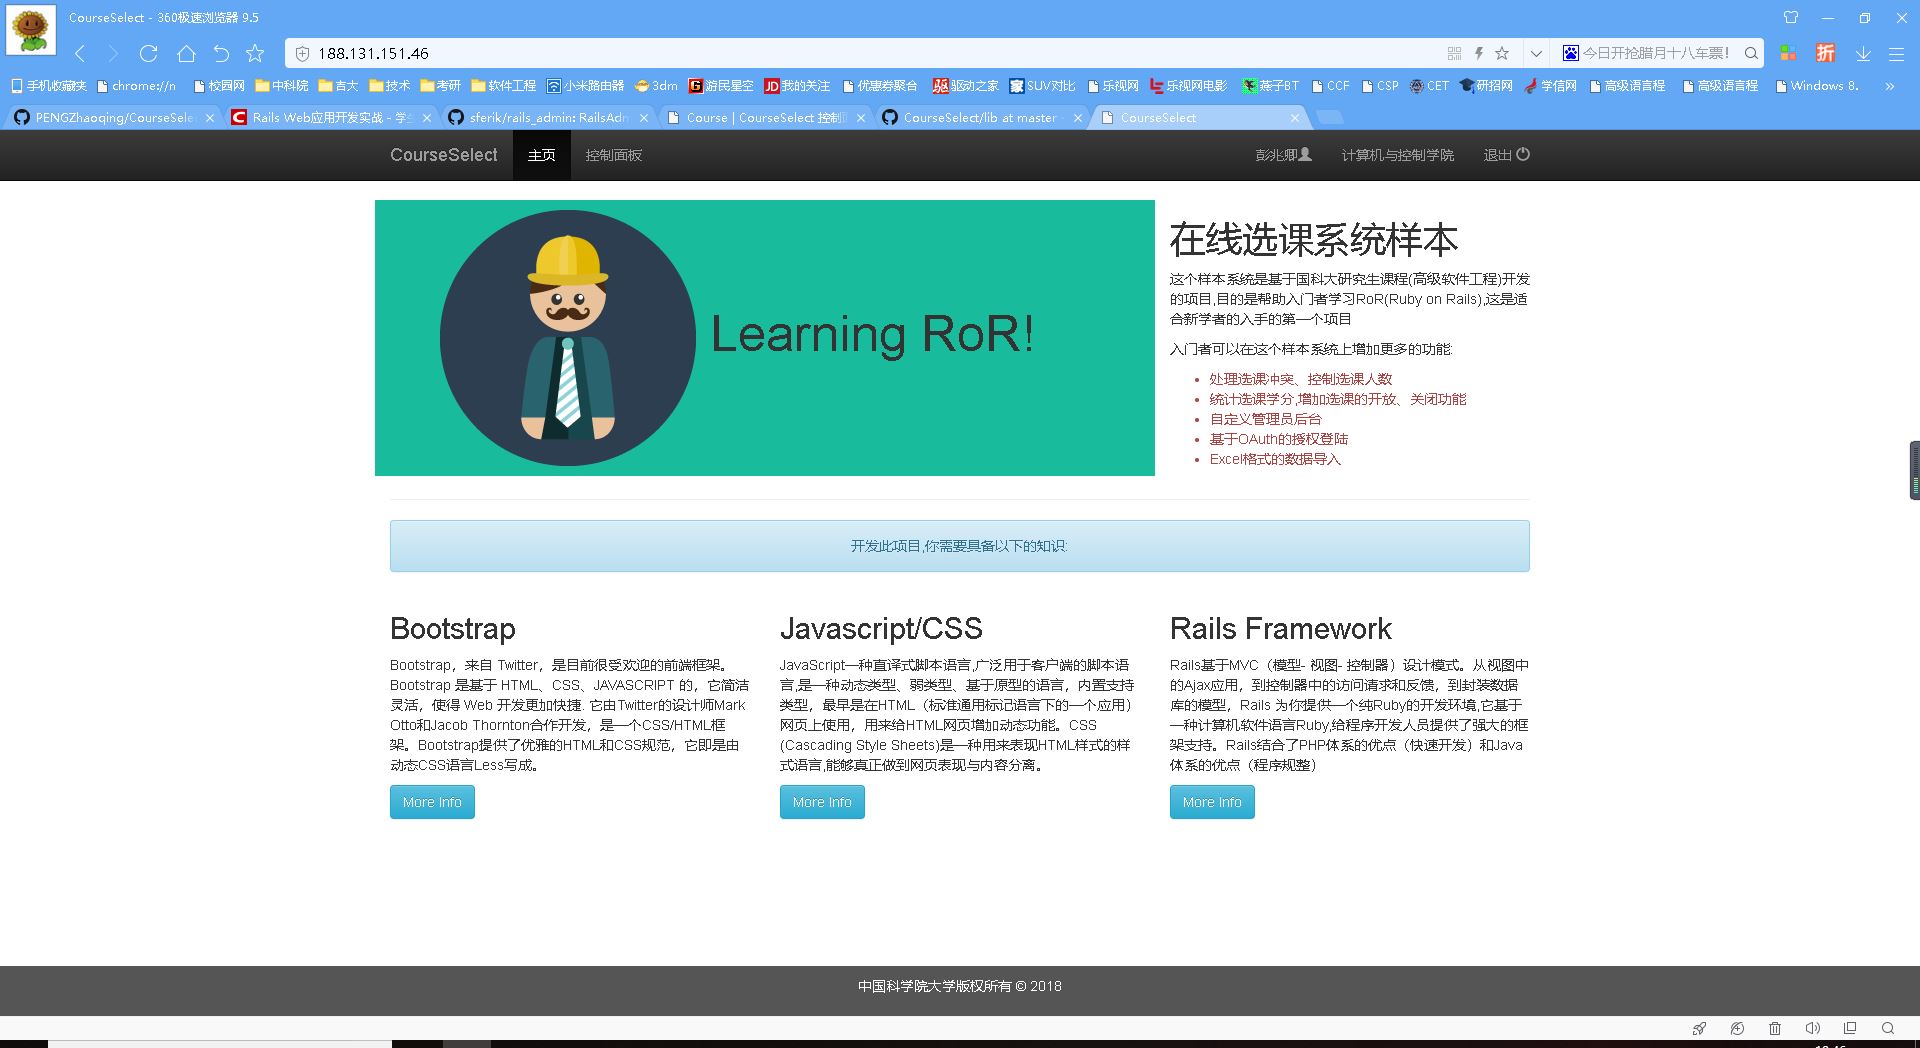 CourseSelect - 360极速浏览器 9.5
188.131.151.46
今日开抢腊月十八车票!
折
手机收藏夹 chrome://n 校园网 中科院 吉大 技术 考研 软件工程 小米路由器 3dm 游民星空 JD 我的关注 优惠券聚合 驱动之家 家 SUV对比 乐视网 乐视网电影 燕子BT CCF CSP CET 研招网 学信网 高级语言程 高级语言程 Windows 8. »
PENGZhaoqing/CourseSele
Rails Web应用开发实战 - 学生
sferik/rails_admin: RailsAdm
Course | CourseSelect 控制面
CourseSelect/lib at master
CourseSelect
CourseSelect 主页 控制面板 彭兆卿 计算机与控制学院 退出
Learning RoR!
在线选课系统样本
这个样本系统是基于国科大研究生课程(高级软件工程)开发
的项目,目的是帮助入门者学习RoR(Ruby on Rails),这是适
合新学者的入手的第一个项目
入门者可以在这个样本系统上增加更多的功能:
• 处理选课冲突、控制选课人数
• 统计选课学分,增加选课的开放、关闭功能
• 自定义管理员后台
• 基于OAuth的授权登陆
• Excel格式的数据导入
开发此项目,你需要具备以下的知识:
Bootstrap
Bootstrap，来自 Twitter，是目前很受欢迎的前端框架。
Bootstrap 是基于 HTML、CSS、JAVASCRIPT 的，它简洁
灵活，使得 Web 开发更加快捷. 它由Twitter的设计师Mark
Otto和Jacob Thornton合作开发，是一个CSS/HTML框
架。Bootstrap提供了优雅的HTML和CSS规范，它即是由
动态CSS语言Less写成。
More Info
Javascript/CSS
JavaScript一种直译式脚本语言,广泛用于客户端的脚本语
言,是一种动态类型、弱类型、基于原型的语言，内置支持
类型，最早是在HTML（标准通用标记语言下的一个应用）
网页上使用，用来给HTML网页增加动态功能。CSS
(Cascading Style Sheets)是一种用来表现HTML样式的样
式语言,能够真正做到网页表现与内容分离。
More Info
Rails Framework
Rails基于MVC（模型- 视图- 控制器）设计模式。从视图中
的Ajax应用，到控制器中的访问请求和反馈，到封装数据
库的模型，Rails 为你提供一个纯Ruby的开发环境,它基于
一种计算机软件语言Ruby,给程序开发人员提供了强大的框
架支持。Rails结合了PHP体系的优点（快速开发）和Java
体系的优点（程序规整）
More Info
中国科学院大学版权所有 © 2018